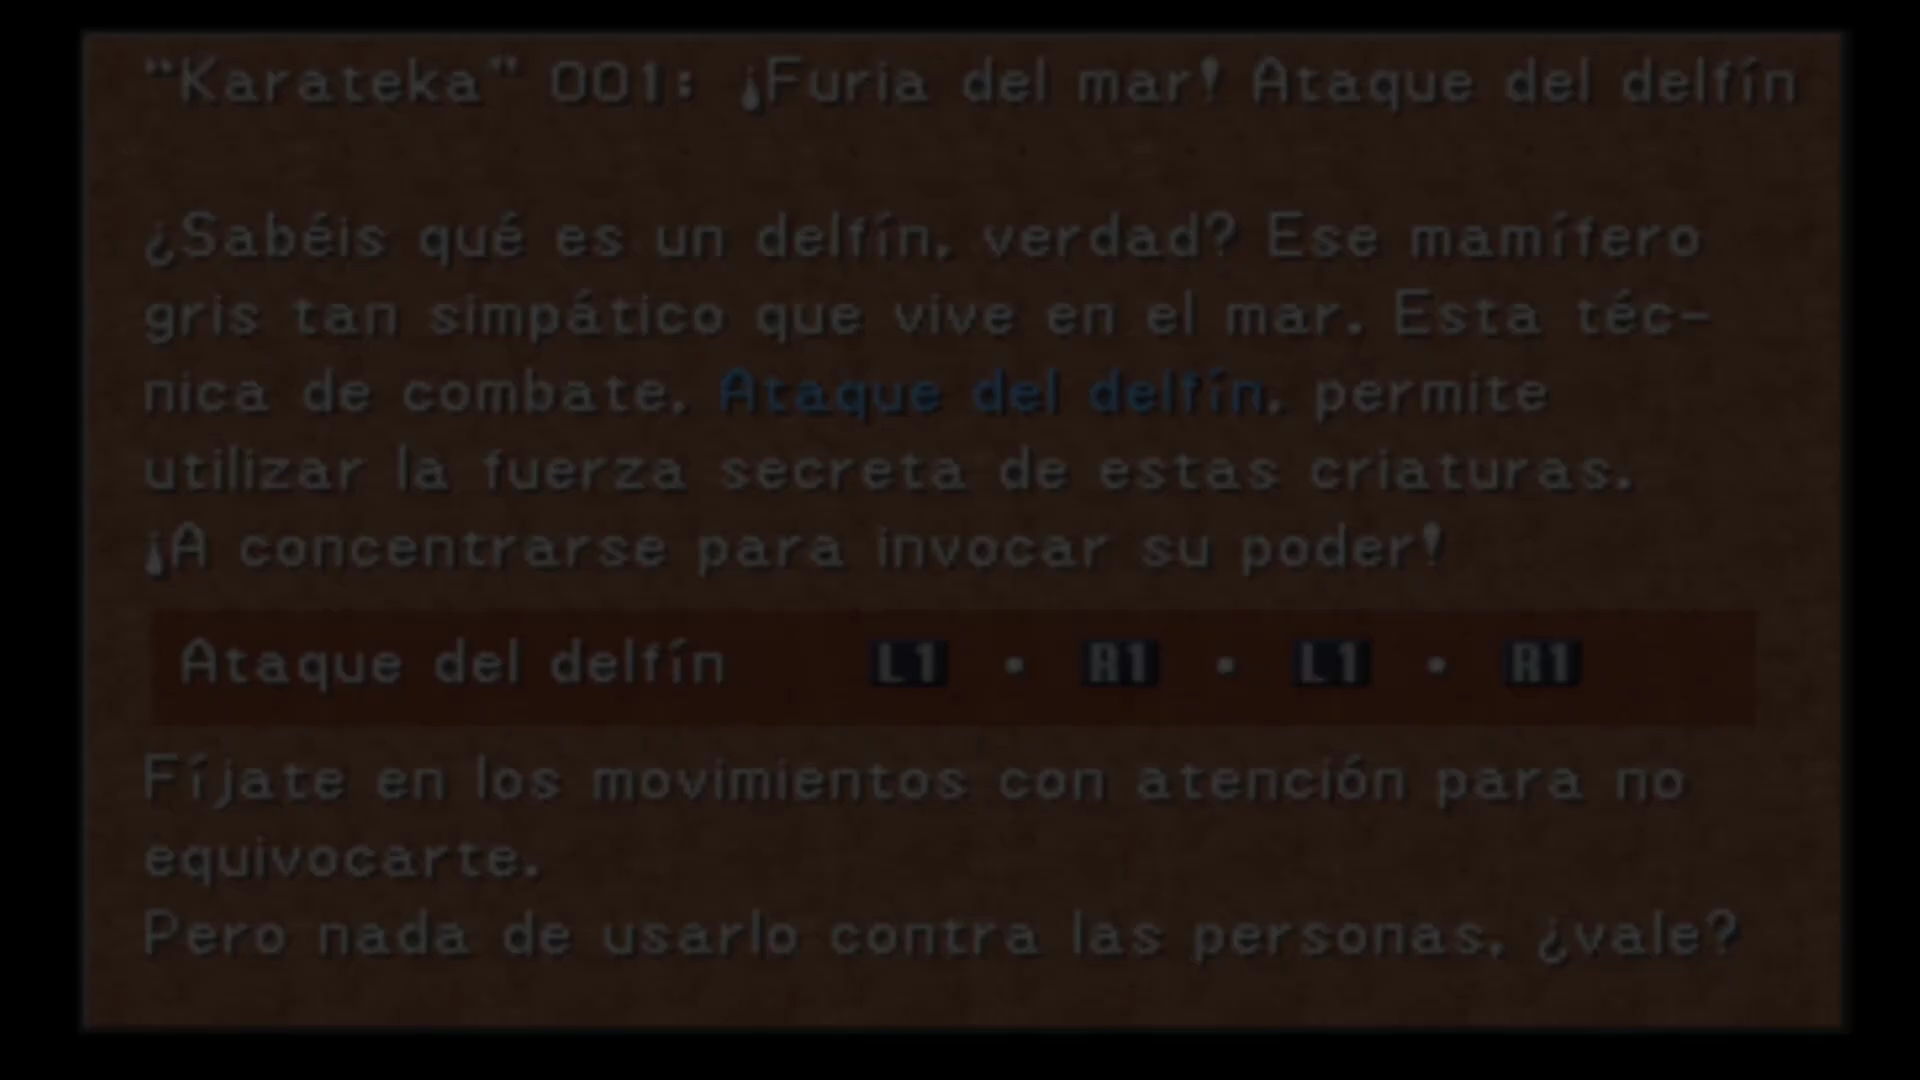 "Karateka" 001: ¡Furia del mar! Ataque del delfín
¿Sabéis qué es un delfín, verdad? Ese mamífero
gris tan simpático que vive en el mar. Esta téc-
nica de combate, Ataque del delfín, permite
utilizar la fuerza secreta de estas criaturas.
¡A concentrarse para invocar su poder!
Ataque del delfín L1 • R1 • L1 • R1
Fíjate en los movimientos con atención para no
equivocarte.
Pero nada de usarlo contra las personas, ¿vale?